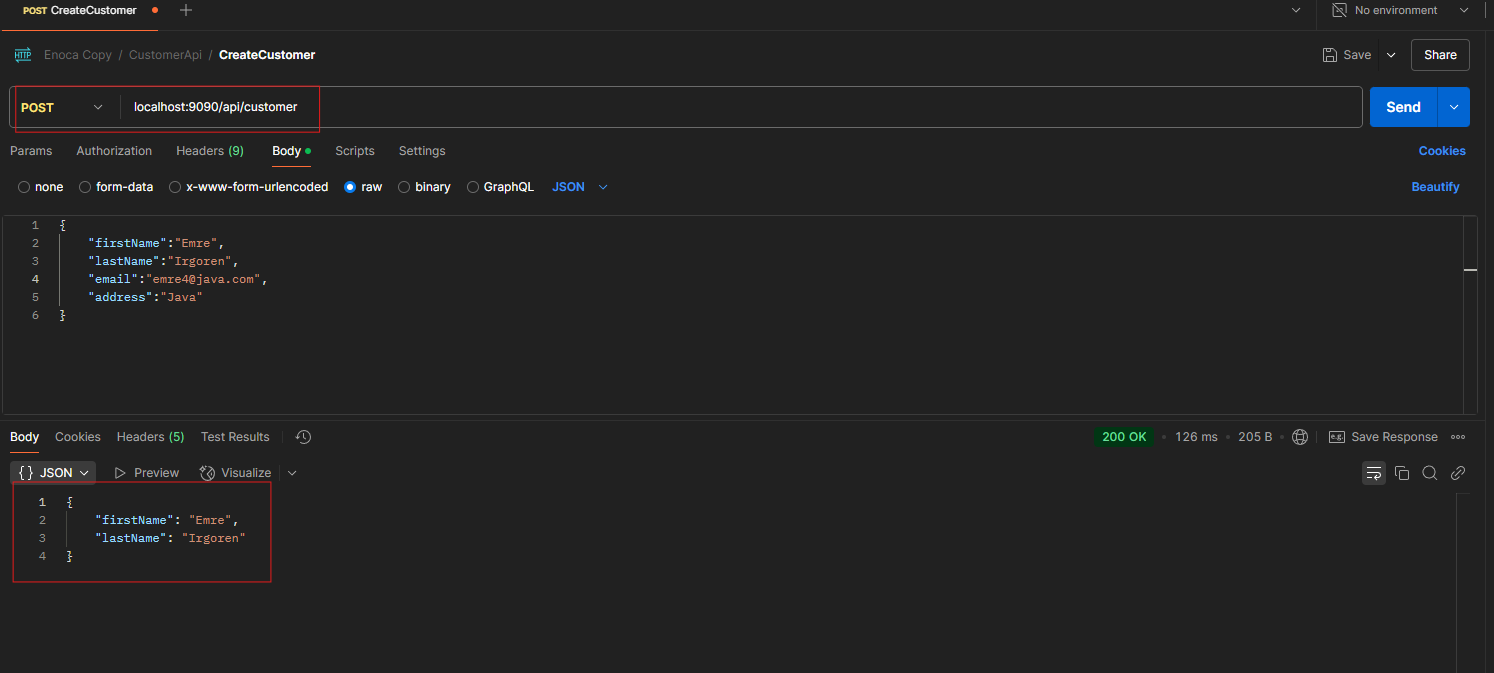 POST CreateCustomer No environment
HTTP Enoca Copy / CustomerApi / CreateCustomer Save Share
POST localhost:9090/api/customer Send
Params Authorization Headers (9) Body Scripts Settings Cookies
none form-data x-www-form-urlencoded raw binary GraphQL JSON Beautify
1 {
2 "firstName":"Emre",
3 "lastName":"Irgoren",
4 "email":"emre4@java.com",
5 "address":"Java"
6 }
Body Cookies Headers (5) Test Results 200 OK • 126 ms • 205 B • e.g. Save Response
{} JSON Preview Visualize
1 {
2 "firstName": "Emre",
3 "lastName": "Irgoren"
4 }